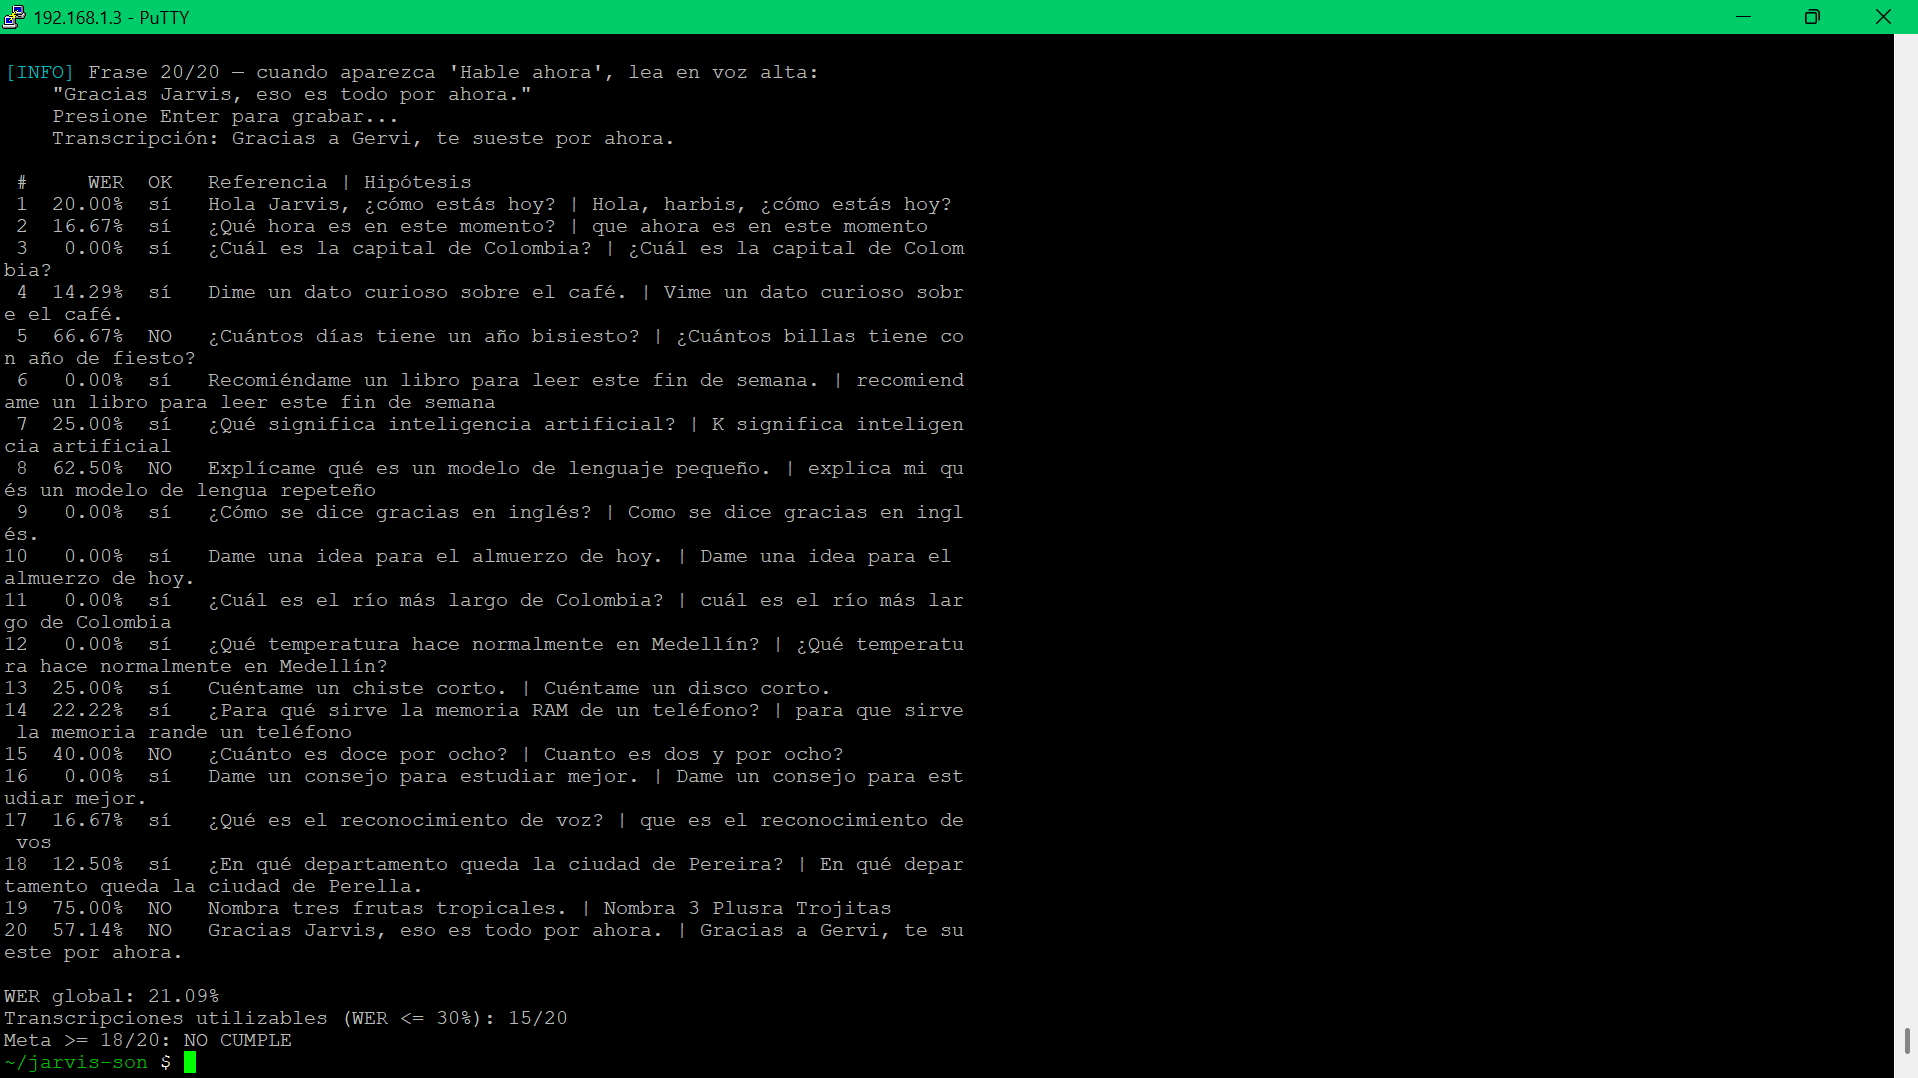 192.168.1.3 - PuTTY
[INFO] Frase 20/20 — cuando aparezca 'Hable ahora', lea en voz alta:
"Gracias Jarvis, eso es todo por ahora."
Presione Enter para grabar...
Transcripción: Gracias a Gervi, te sueste por ahora.
# WER OK Referencia | Hipótesis
1 20.00% sí Hola Jarvis, ¿cómo estás hoy? | Hola, harbis, ¿cómo estás hoy?
2 16.67% sí ¿Qué hora es en este momento? | que ahora es en este momento
3 0.00% sí ¿Cuál es la capital de Colombia? | ¿Cuál es la capital de Colom
bia?
4 14.29% sí Dime un dato curioso sobre el café. | Vime un dato curioso sobr
e el café.
5 66.67% NO ¿Cuántos días tiene un año bisiesto? | ¿Cuántos billas tiene co
n año de fiesto?
6 0.00% sí Recomiéndame un libro para leer este fin de semana. | recomiend
ame un libro para leer este fin de semana
7 25.00% sí ¿Qué significa inteligencia artificial? | K significa inteligen
cia artificial
8 62.50% NO Explícame qué es un modelo de lenguaje pequeño. | explica mi qu
és un modelo de lengua repeteño
9 0.00% sí ¿Cómo se dice gracias en inglés? | Como se dice gracias en ingl
és.
10 0.00% sí Dame una idea para el almuerzo de hoy. | Dame una idea para el
almuerzo de hoy.
11 0.00% sí ¿Cuál es el río más largo de Colombia? | cuál es el río más lar
go de Colombia
12 0.00% sí ¿Qué temperatura hace normalmente en Medellín? | ¿Qué temperatu
ra hace normalmente en Medellín?
13 25.00% sí Cuéntame un chiste corto. | Cuéntame un disco corto.
14 22.22% sí ¿Para qué sirve la memoria RAM de un teléfono? | para que sirve
la memoria rande un teléfono
15 40.00% NO ¿Cuánto es doce por ocho? | Cuanto es dos y por ocho?
16 0.00% sí Dame un consejo para estudiar mejor. | Dame un consejo para est
udiar mejor.
17 16.67% sí ¿Qué es el reconocimiento de voz? | que es el reconocimiento de
vos
18 12.50% sí ¿En qué departamento queda la ciudad de Pereira? | En qué depar
tamento queda la ciudad de Perella.
19 75.00% NO Nombra tres frutas tropicales. | Nombra 3 Plusra Trojitas
20 57.14% NO Gracias Jarvis, eso es todo por ahora. | Gracias a Gervi, te su
este por ahora.
WER global: 21.09%
Transcripciones utilizables (WER <= 30%): 15/20
Meta >= 18/20: NO CUMPLE
~/jarvis-son $